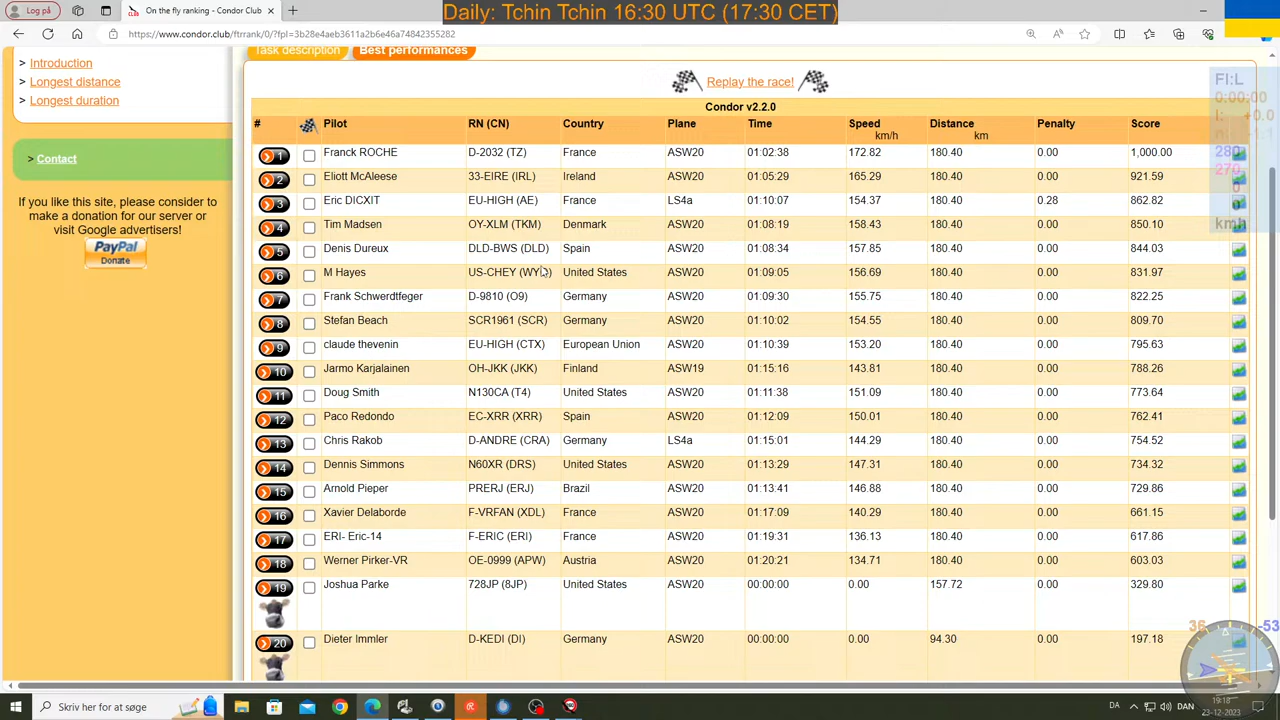 Daily: Tchin Tchin 16:30 UTC (17:30 CET)
Log på
On the fly ranking - Condor Club
https://www.condor.club/ftrrank/0/?fpl=3b28e4aeb3611a2b6e46a74842355282
> Introduction
> Longest distance
> Longest duration
> Contact
If you like this site, please consider to
make a donation for our server or
visit Google advertisers!
PayPal
Donate
Task description
Best performances
Replay the race!
Condor v2.2.0
# Pilot RN (CN) Country Plane Time Speed km/h Distance km Penalty Score
1 Franck ROCHE D-2032 (TZ) France ASW20 01:02:38 172.82 180.40 0.00 1,000.00
2 Eliott McAleese 33-EIRE (IRL) Ireland ASW20 01:05:29 165.29 180.40 0.00 921.59
3 Eric DICXIT EU-HIGH (AE) France LS4a 01:10:07 154.37 180.40 0.28 862.82
4 Tim Madsen OY-XLM (TKM) Denmark ASW20 01:08:19 158.43 180.40 0.00 850.10
5 Denis Dureux DLD-BWS (DLD) Spain ASW20 01:08:34 157.85 180.40 0.00 844.03
6 M Hayes US-CHEY United States ASW20 01:09:05 156.69 180.40 0.00 831.97
7 Frank Schwerdtfeger D-9810 (O9) Germany ASW20 01:09:30 155.75 180.40 0.00 822.25
8 Stefan Beach SCR1961 (SCR) Germany ASW20 01:10:02 154.55 180.40 0.00 809.70
9 claude thevenin EU-HIGH (CTX) European Union ASW20 01:10:39 153.20 180.40 0.00 795.63
10 Jarmo Karjalainen OH-JKK (JKK) Finland ASW19 01:15:16 143.81 180.40 0.00 788.26
11 Doug Smith N130CA (T4) United States ASW20 01:11:38 151.09 180.40 0.00 773.64
12 Paco Redondo EC-XRR (XRR) Spain ASW20 01:12:09 150.01 180.40 0.00 762.41
13 Chris Rakob D-ANDRE (CRA) Germany LS4a 01:15:01 144.29 180.40 0.00 754.52
14 Dennis Simmons N60XR (DRS) United States ASW20 01:13:29 147.31 180.40 0.00 734.32
15 Arnold Pieper PRERJ (ERJ) Brazil ASW20 01:13:41 146.88 180.40 0.00 729.86
16 Xavier Delaborde F-VRFAN (XDL) France ASW20 01:17:09 140.29 180.40 0.00 661.15
17 ERI- Eric-14 F-ERIC (ERI) France ASW20 01:19:31 136.13 180.40 0.00 617.86
18 Werner Pirker-VR OE-0999 (APW) Austria ASW20 01:20:21 134.71 180.40 0.00 603.03
19 Joshua Parke 728JP (8JP) United States ASW20 00:00:00 0.00 157.72 0.00 329.80
20 Dieter Immler D-KEDI (DI) Germany ASW20 00:00:00 0.00 94.30 0.00 197.18
Fl:L
0:00:00
+0.0
280
270
0
0
km/h
36 -53
Skriv her for at søge
DA
DAN
19:18
23-12-2023